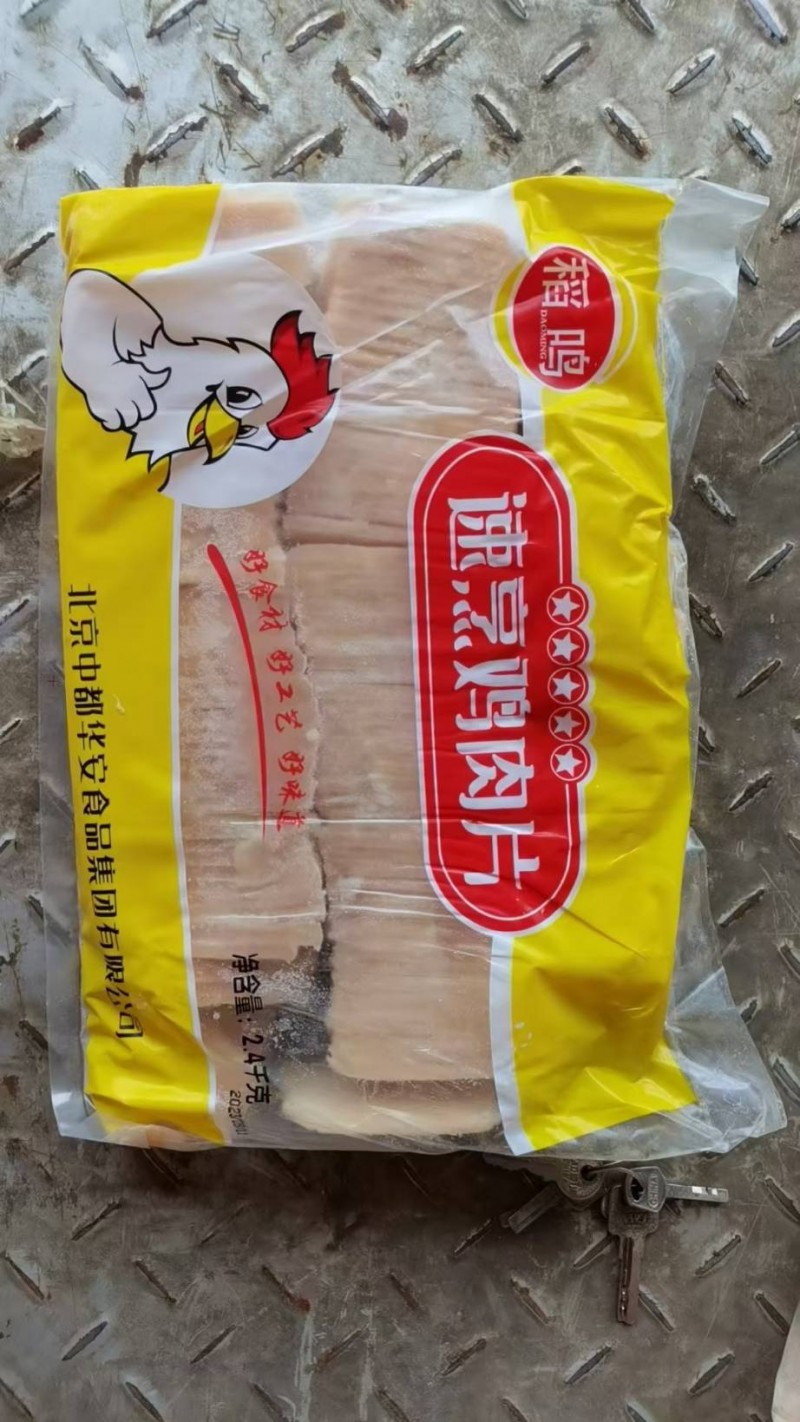 稻鸣
DAOMING
速烹鸡肉片
好食材 好工艺 好味道
净含量：2.4千克
北京中都华安食品集团有限公司